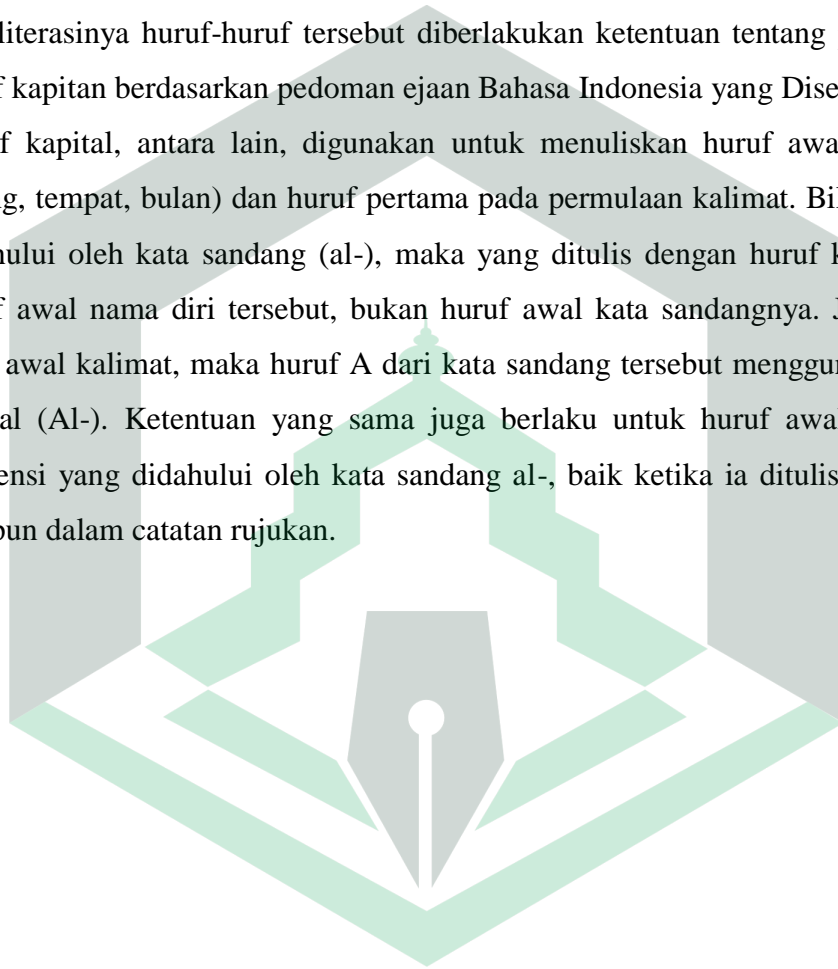 literasinya huruf-huruf tersebut diberlakukan ketentuan tentang
kapitan berdasarkan pedoman ejaan Bahasa Indonesia yang Dise
kapital, antara lain, digunakan untuk menuliskan huruf awa
g, tempat, bulan) dan huruf pertama pada permulaan kalimat. Bi
ului oleh kata sandang (al-), maka yang ditulis dengan huruf
awal nama diri tersebut, bukan huruf awal kata sandangnya. J
awal kalimat, maka huruf A dari kata sandang tersebut menggu
al (Al-). Ketentuan yang sama juga berlaku untuk huruf awal
ensi yang didahului oleh kata sandang al-, baik ketika ia ditulis
pun dalam catatan rujukan.